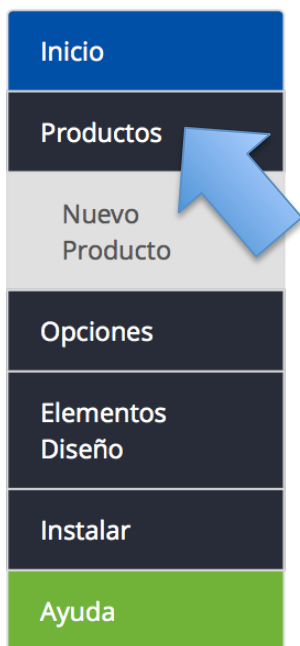 Inicio
Productos
Nuevo
Producto
Opciones
Elementos
Diseño
Instalar
Ayuda